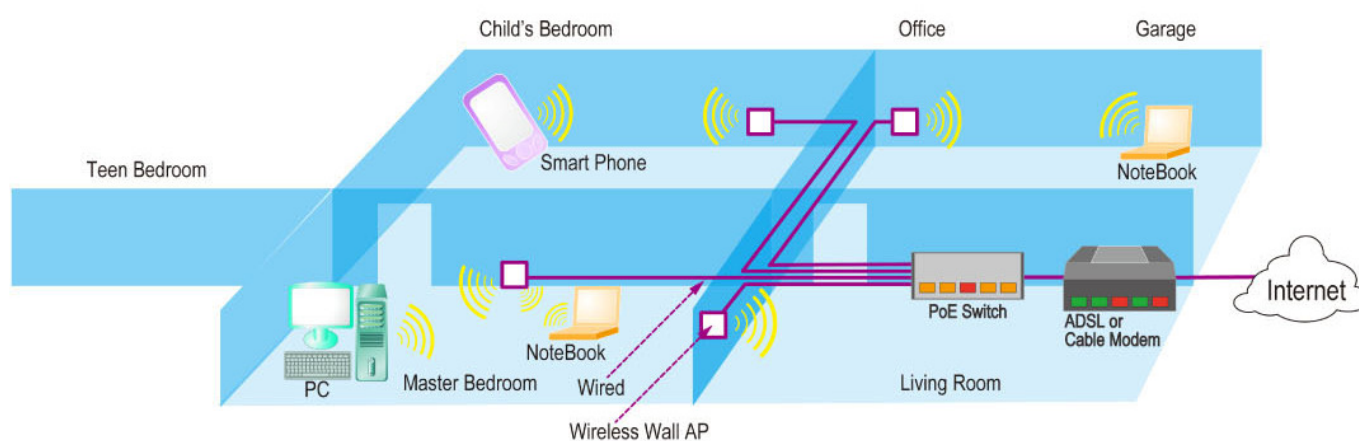 Child's Bedroom
Office
Garage
Teen Bedroom
Smart Phone
NoteBook
Internet
PoE Switch
ADSL or
Cable Modem
NoteBook
PC
Master Bedroom
Wired
Living Room
Wireless Wall AP